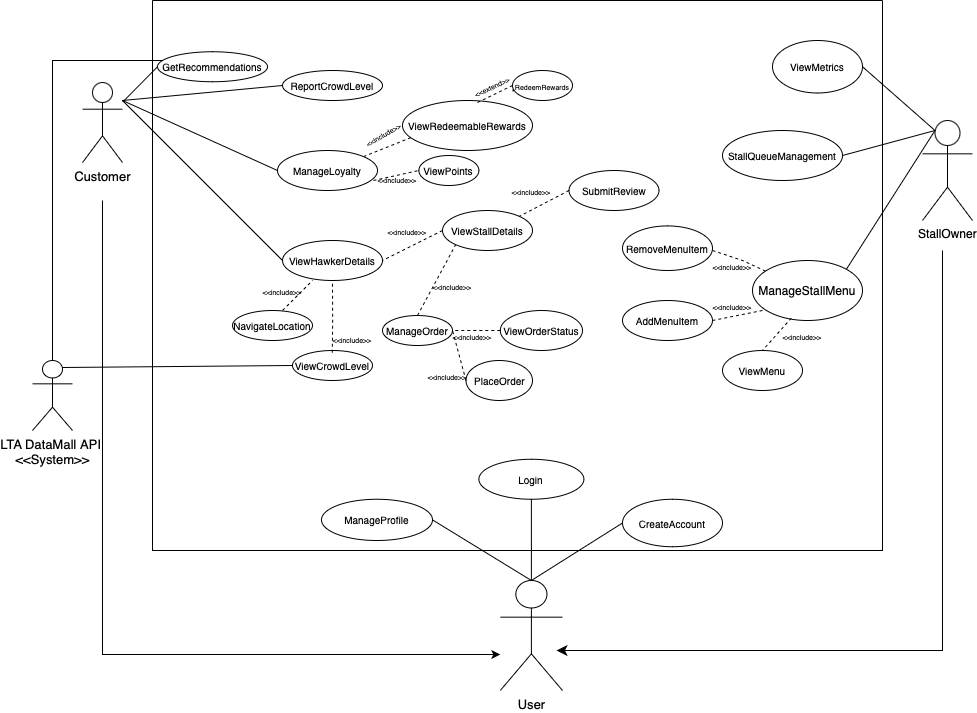 GetRecommendations
ViewMetrics
ReportCrowdLevel
<<extend>>
RedeemRewards
ViewRedeemableRewards
<<include>>
StallQueueManagement
Customer
ManageLoyalty
ViewPoints
<<include>>
<<include>>
SubmitReview
ViewStallDetails
<<include>>
StallOwner
RemoveMenuItem
ViewHawkerDetails
<<include>>
ManageStallMenu
<<include>>
<<include>>
<<include>>
AddMenuItem
NavigateLocation
ManageOrder
ViewOrderStatus
<<include>>
<<include>>
<<include>>
<<include>>
ViewCrowdLevel
ViewMenu
<<include>>
PlaceOrder
LTA DataMall API
<<System>>
Login
ManageProfile
CreateAccount
User